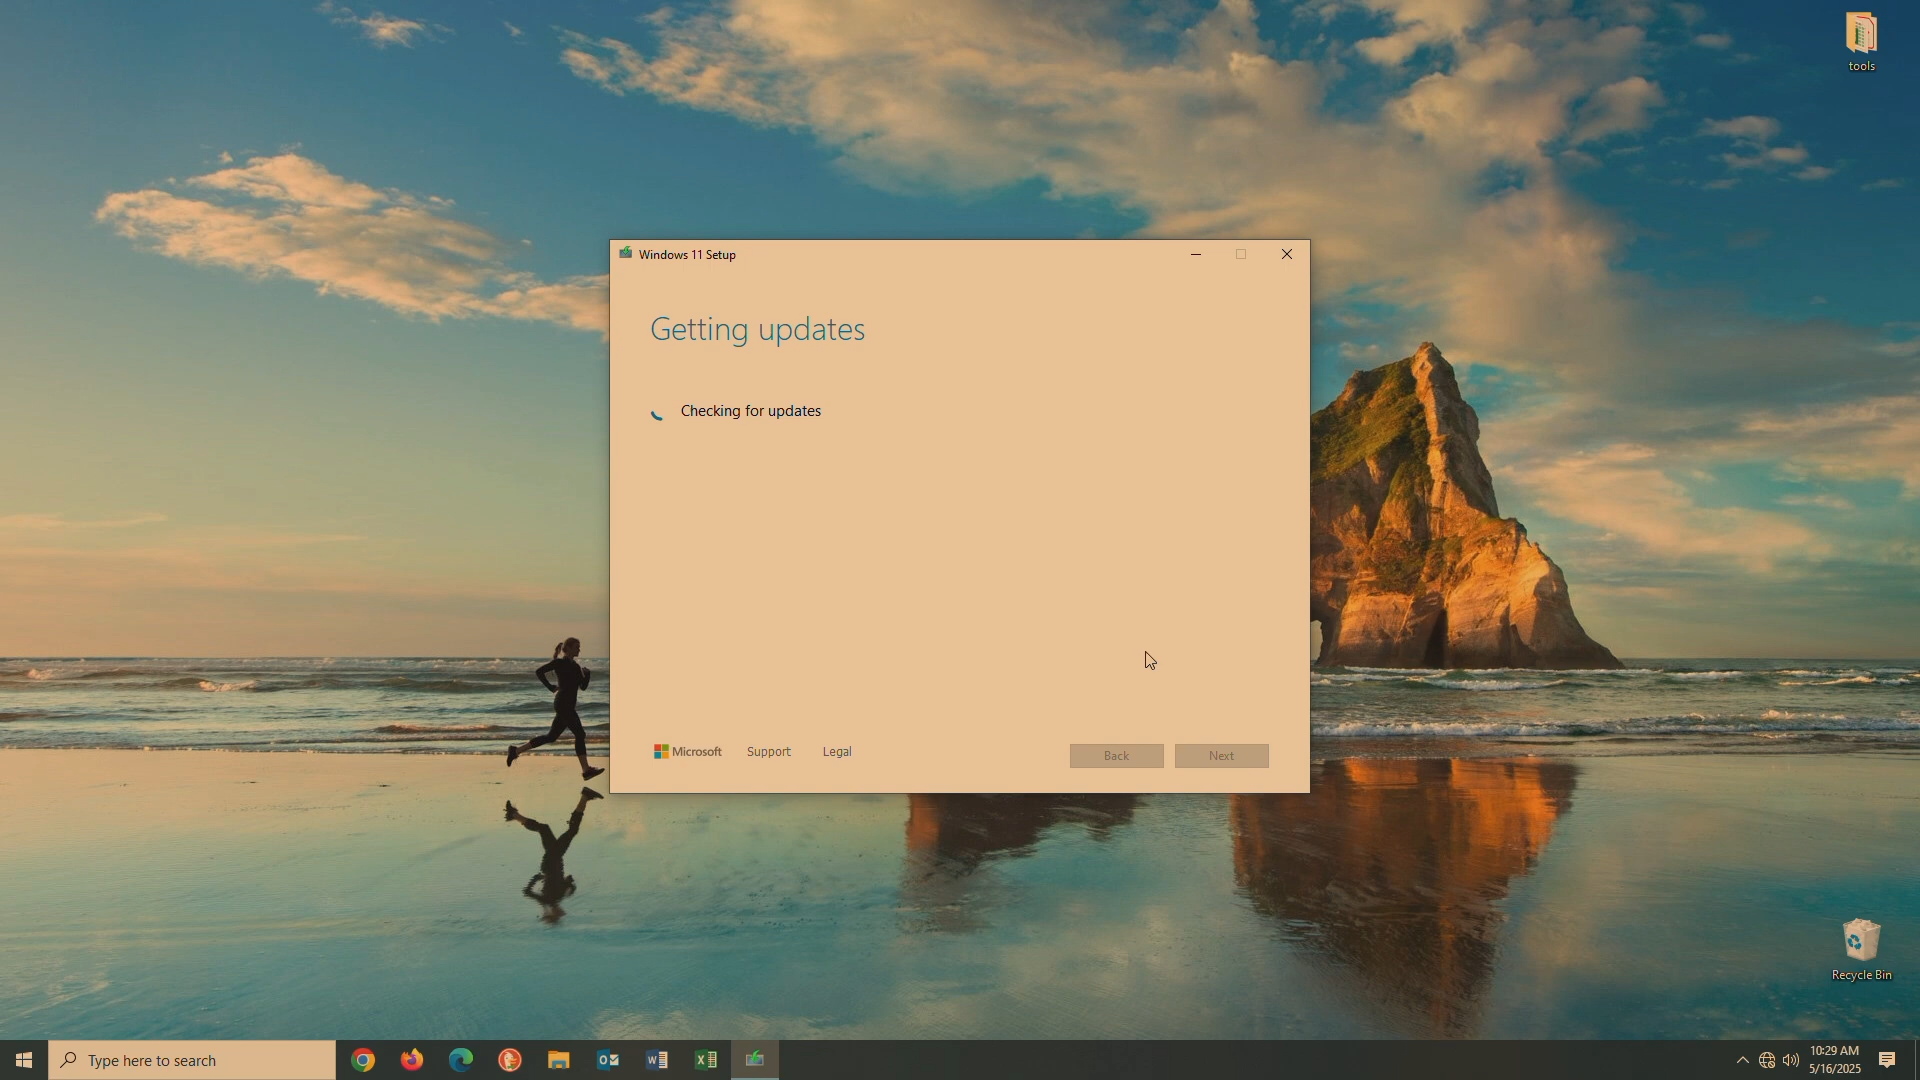 tools
Windows 11 Setup
Getting updates
Checking for updates
Microsoft Support Legal
Back Next
Recycle Bin
Type here to search
10:29 AM
5/16/2025